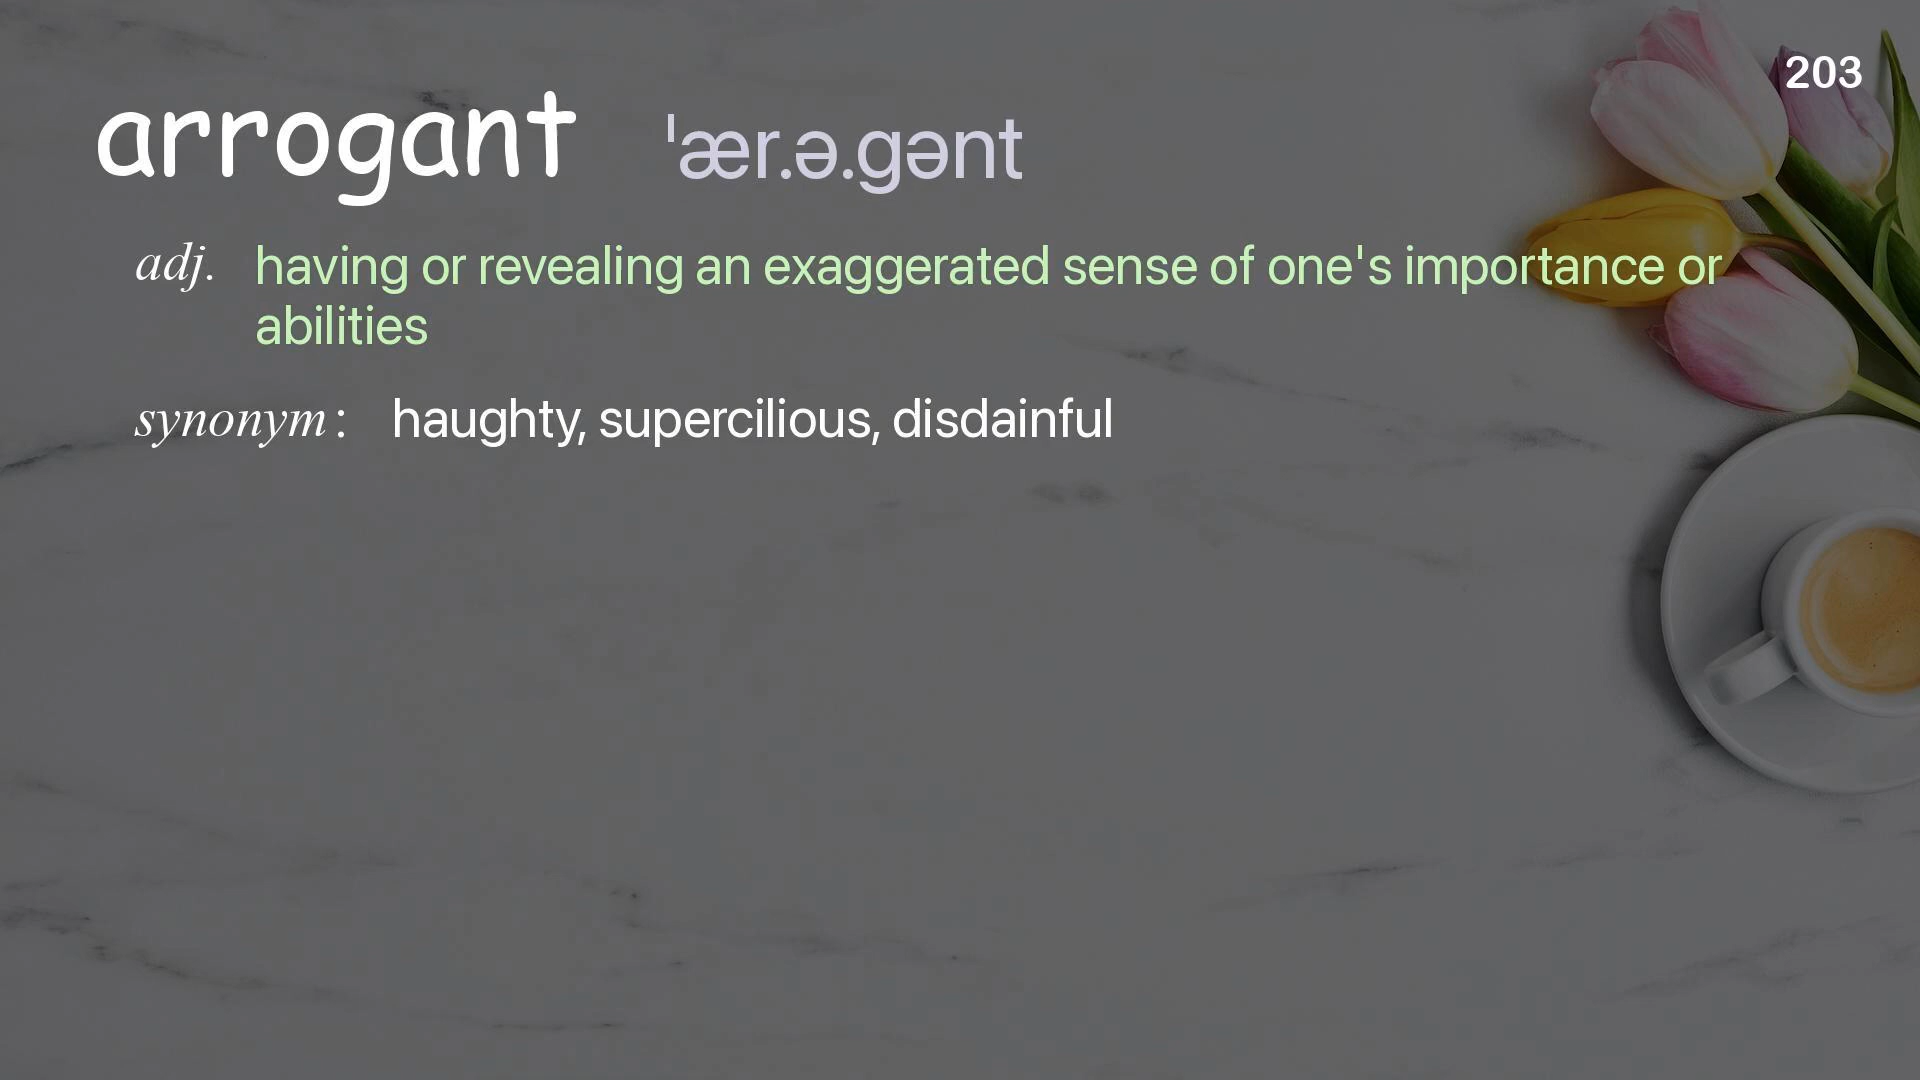 203
arrogant ˈær.ə.gənt
adj. having or revealing an exaggerated sense of one's importance or
abilities
synonym: haughty, supercilious, disdainful